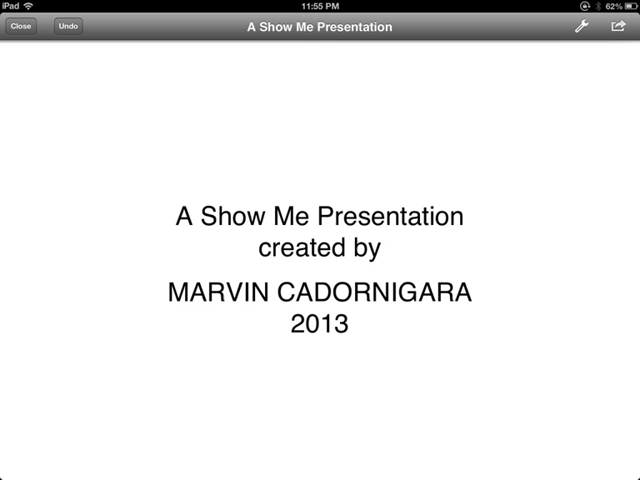 iPad 11:55 PM 62%
Close Undo A Show Me Presentation
A Show Me Presentation
created by
MARVIN CADORNIGARA
2013